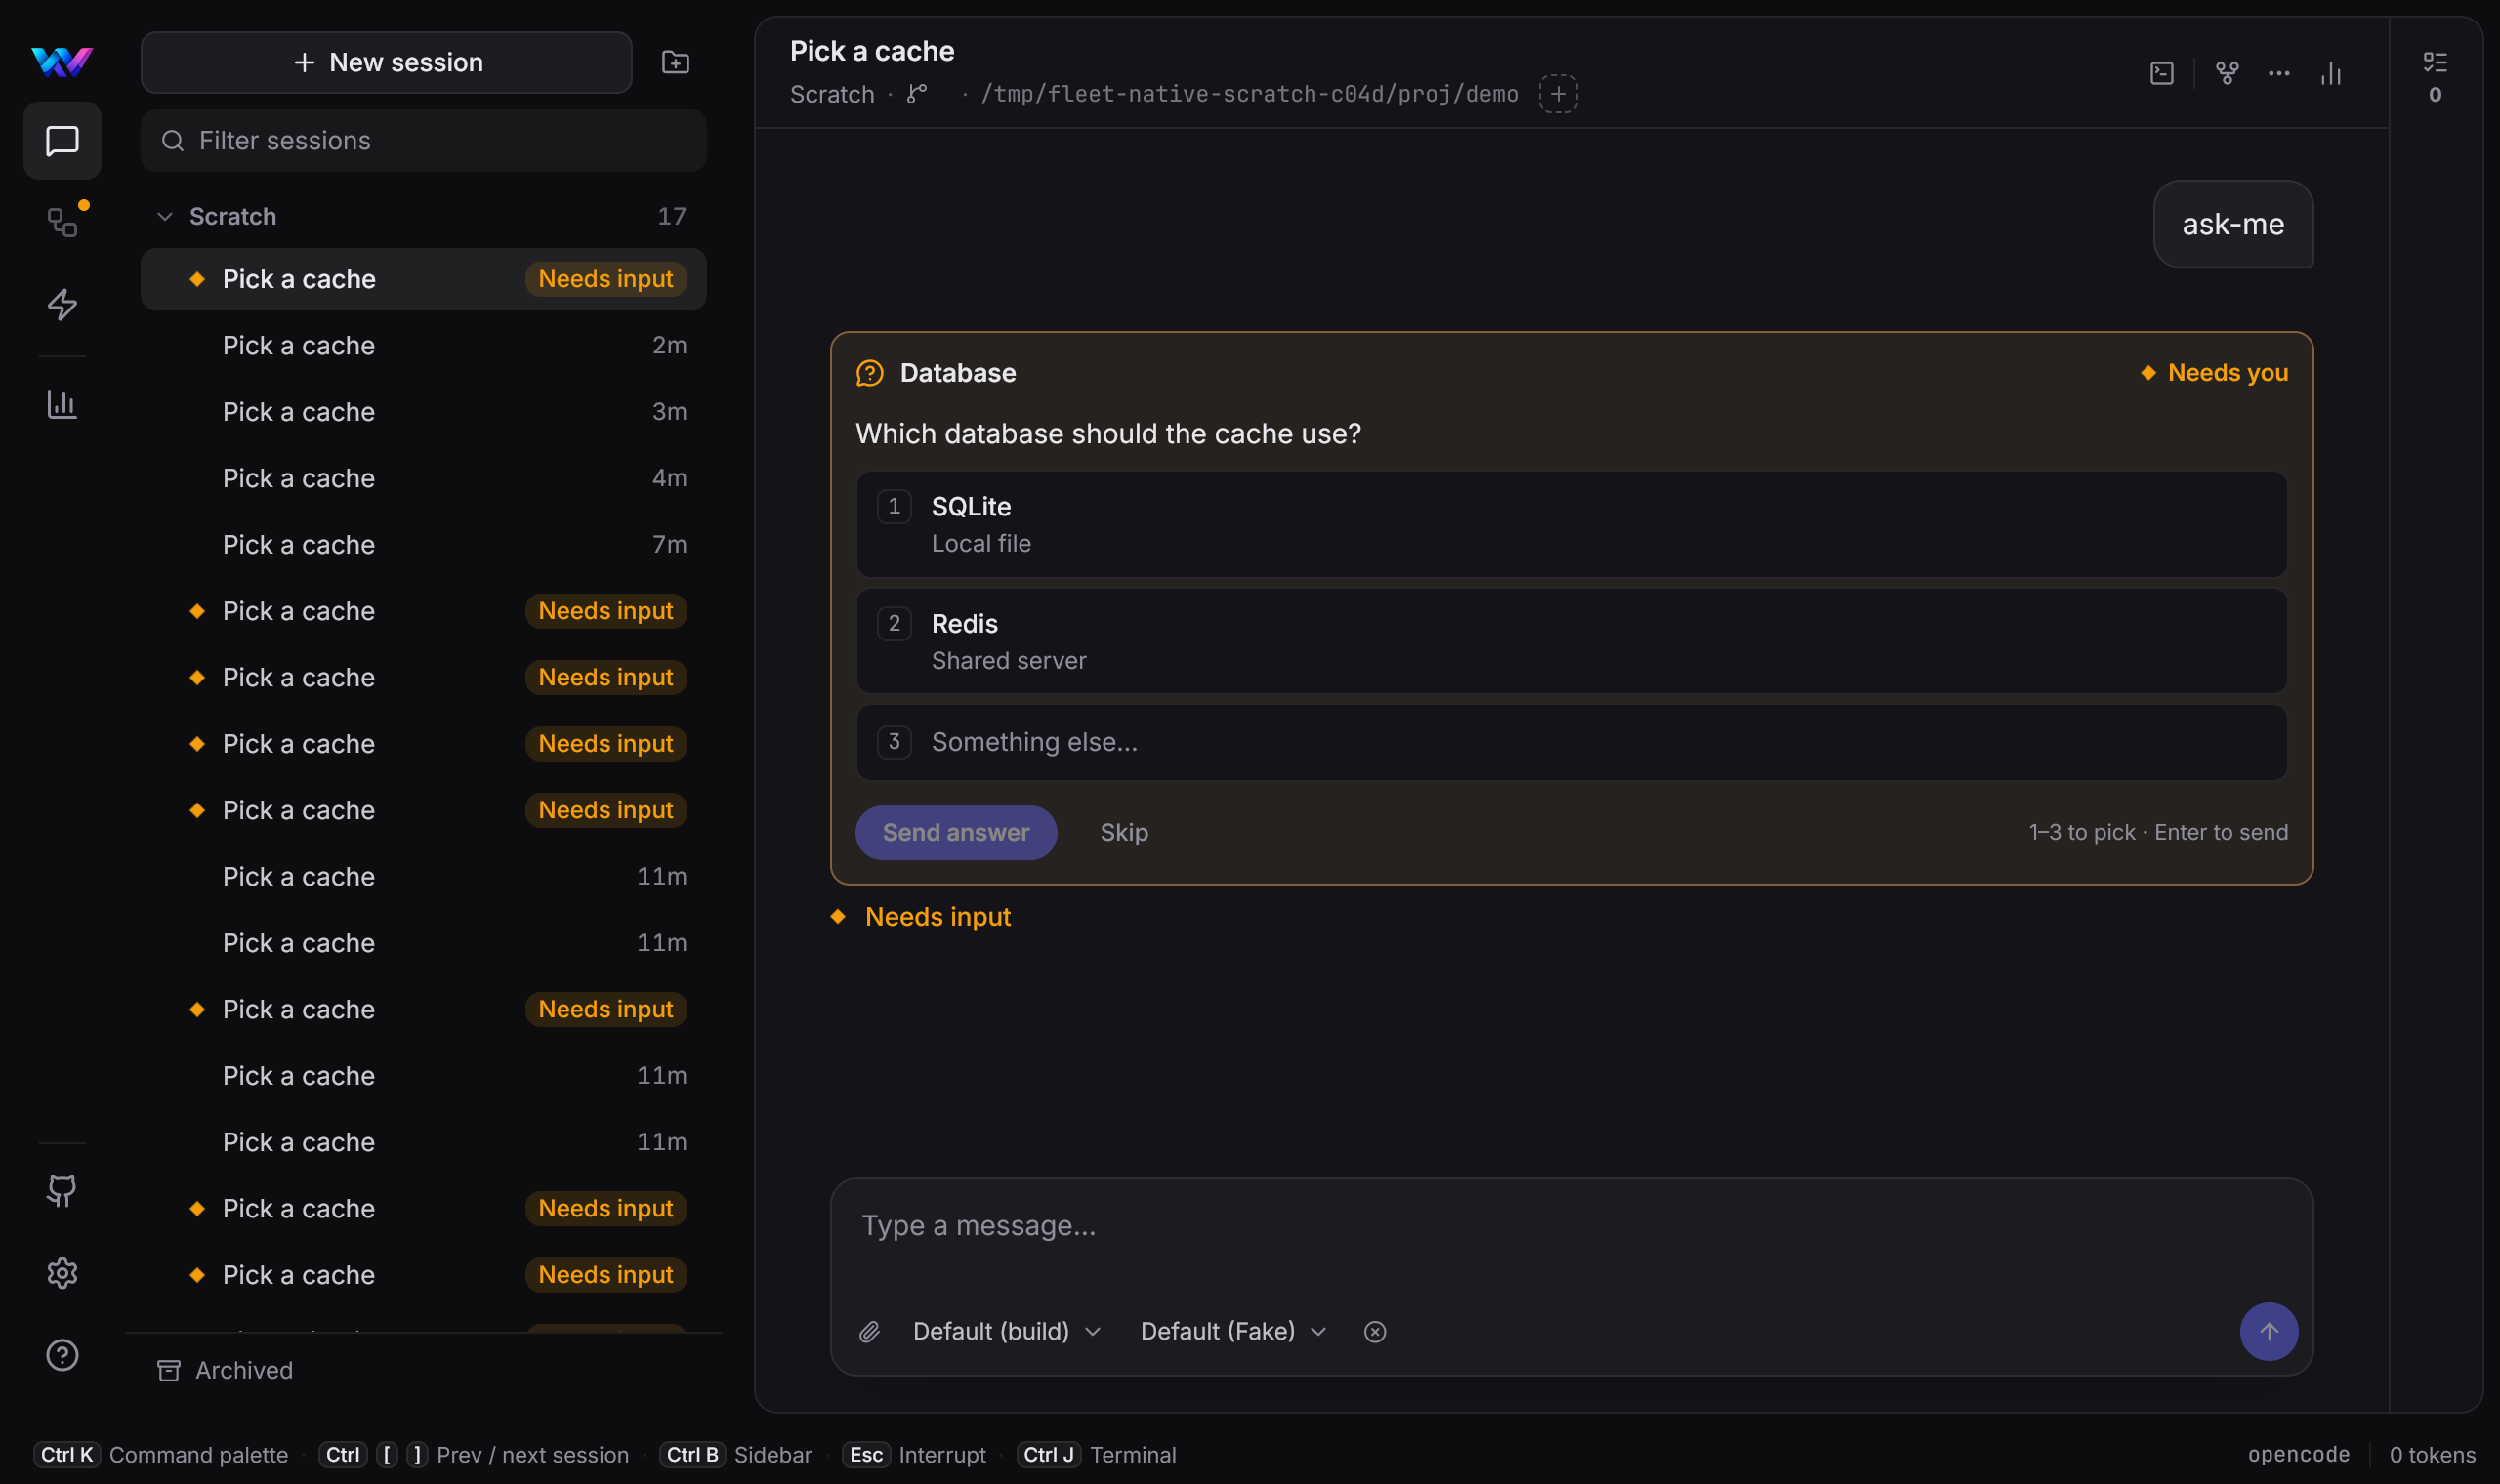 New session
Filter sessions
Scratch 17
Pick a cache Needs input
Pick a cache 2m
Pick a cache 3m
Pick a cache 4m
Pick a cache 7m
Pick a cache Needs input
Pick a cache Needs input
Pick a cache Needs input
Pick a cache Needs input
Pick a cache 11m
Pick a cache 11m
Pick a cache Needs input
Pick a cache 11m
Pick a cache 11m
Pick a cache Needs input
Pick a cache Needs input
Archived
Pick a cache
Scratch · · /tmp/fleet-native-scratch-c04d/proj/demo
0
ask-me
Database
Needs you
Which database should the cache use?
1 SQLite
Local file
2 Redis
Shared server
3 Something else...
Send answer Skip 1–3 to pick · Enter to send
Needs input
Type a message...
Default (build) Default (Fake)
Ctrl K Command palette · Ctrl [ ] Prev / next session · Ctrl B Sidebar · Esc Interrupt · Ctrl J Terminal
opencode 0 tokens